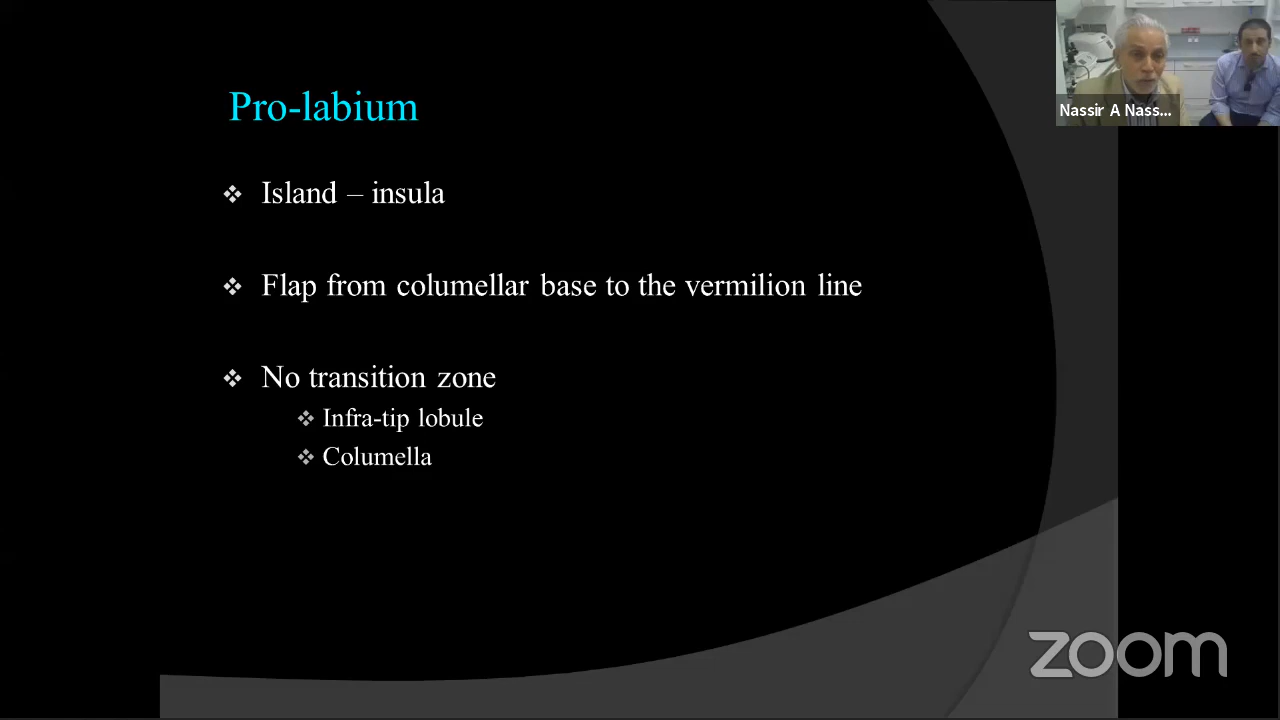 Pro-labium
Island – insula
Flap from columellar base to the vermilion line
No transition zone
Infra-tip lobule
Columella
Nassir A Nass...
zoom